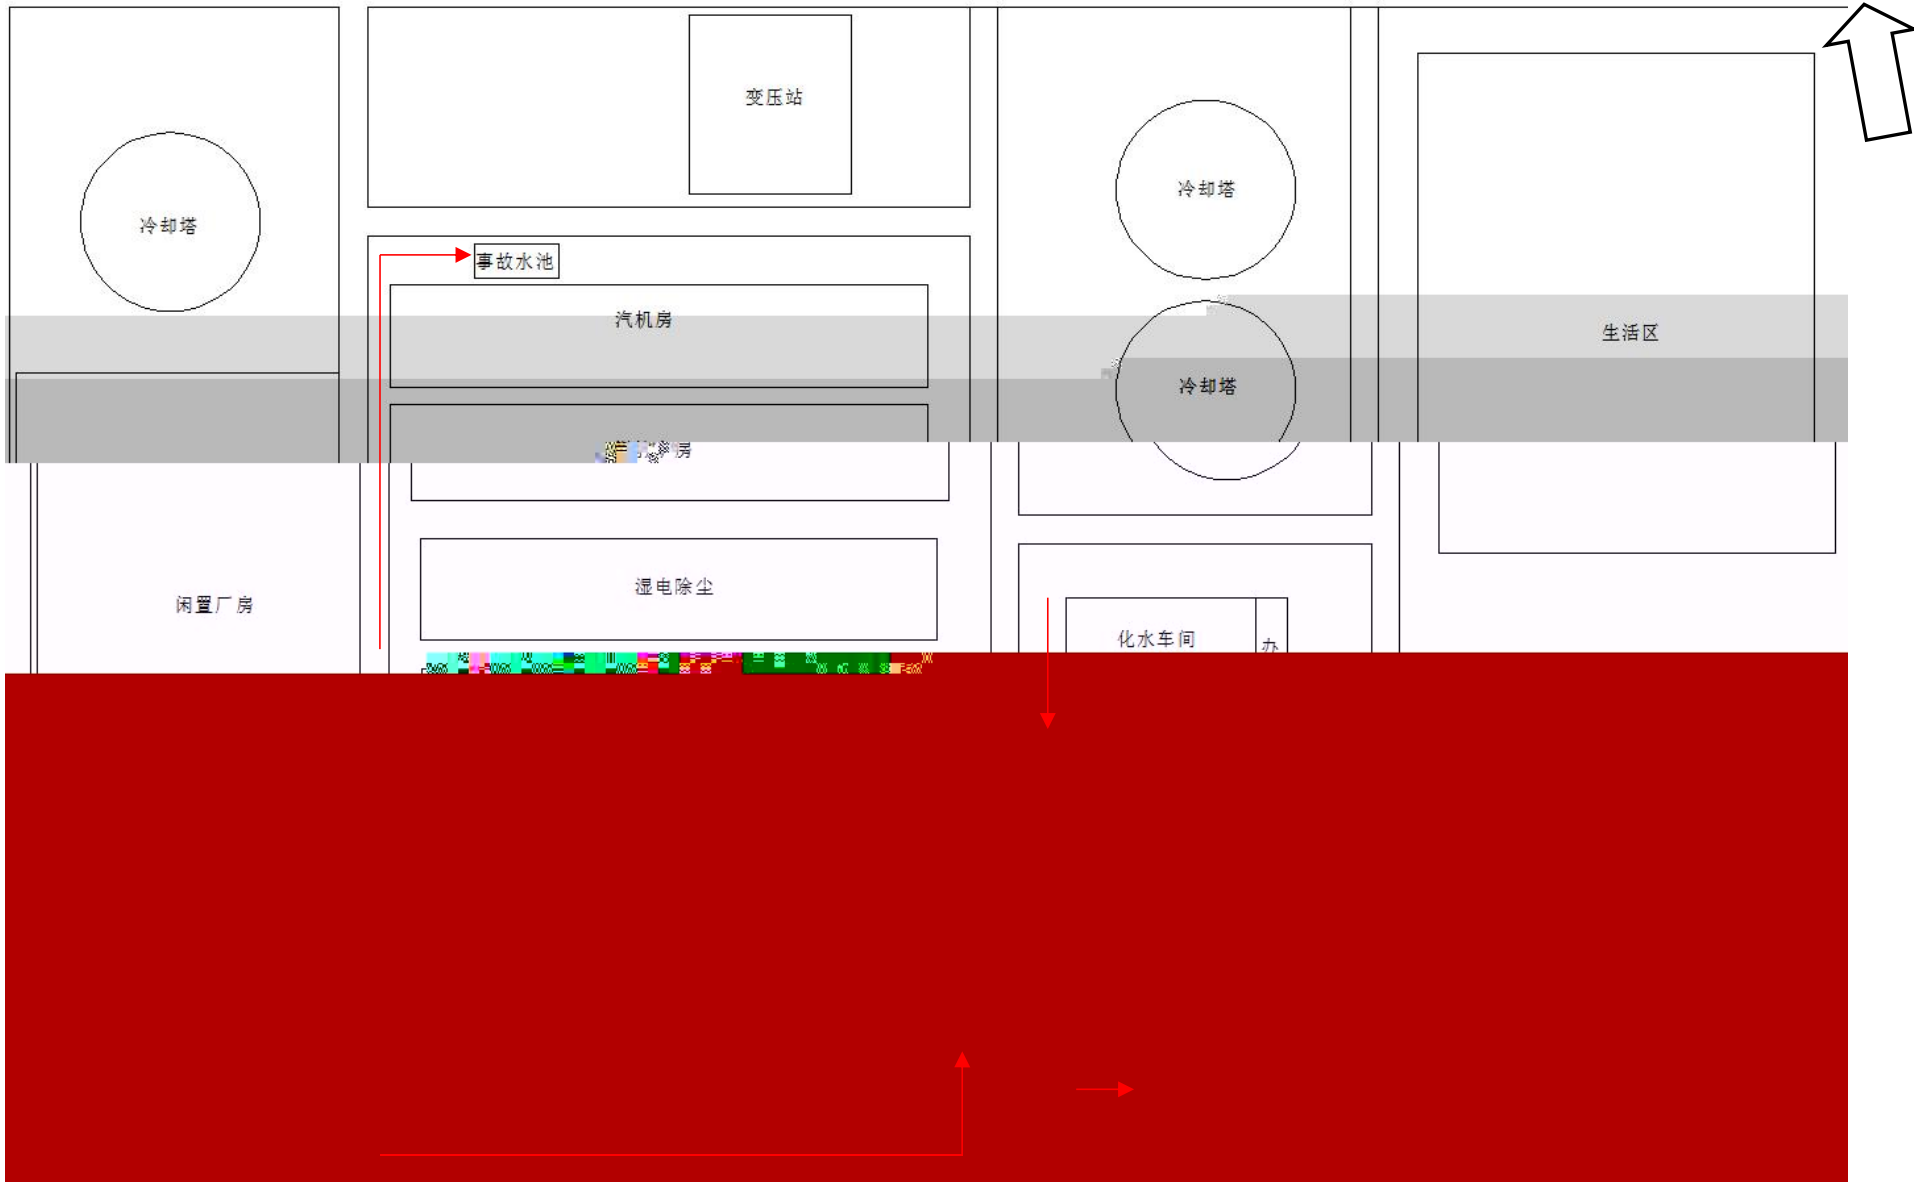 变压站
冷却塔
冷却塔
事故水池
汽机房
生活区
冷却塔
房
湿电除尘
闲置厂房
化水车间
办